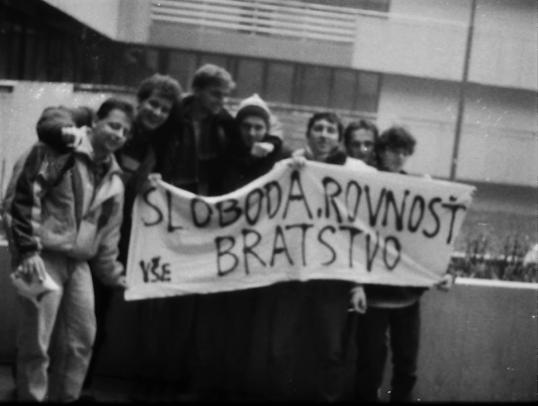 SLOBODA, ROVNOSŤ
BRATSTVO
VŠE